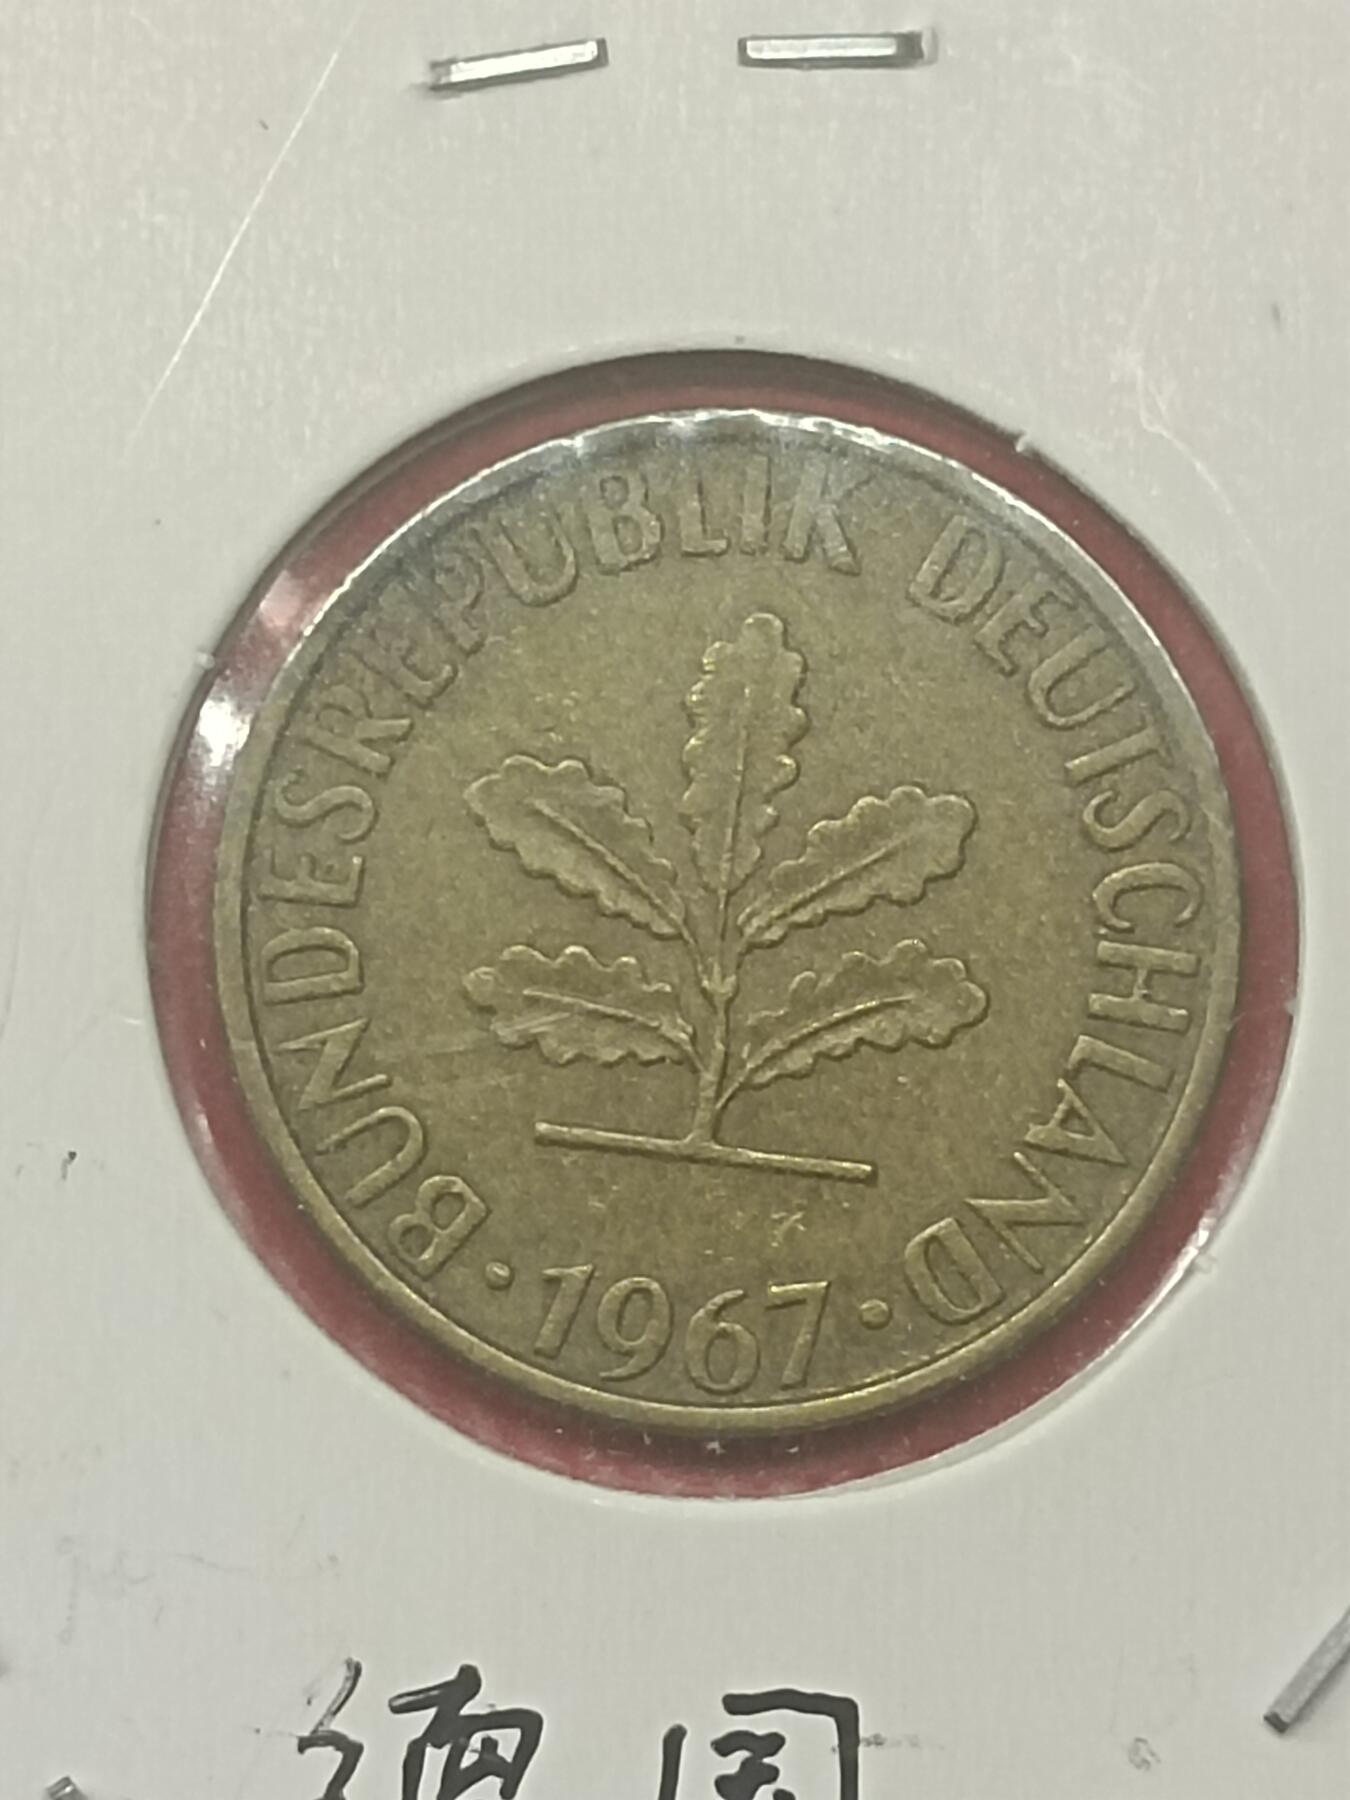 BUNDESREPUBLIK DEUTSCHLAND
· 1967 ·
德国